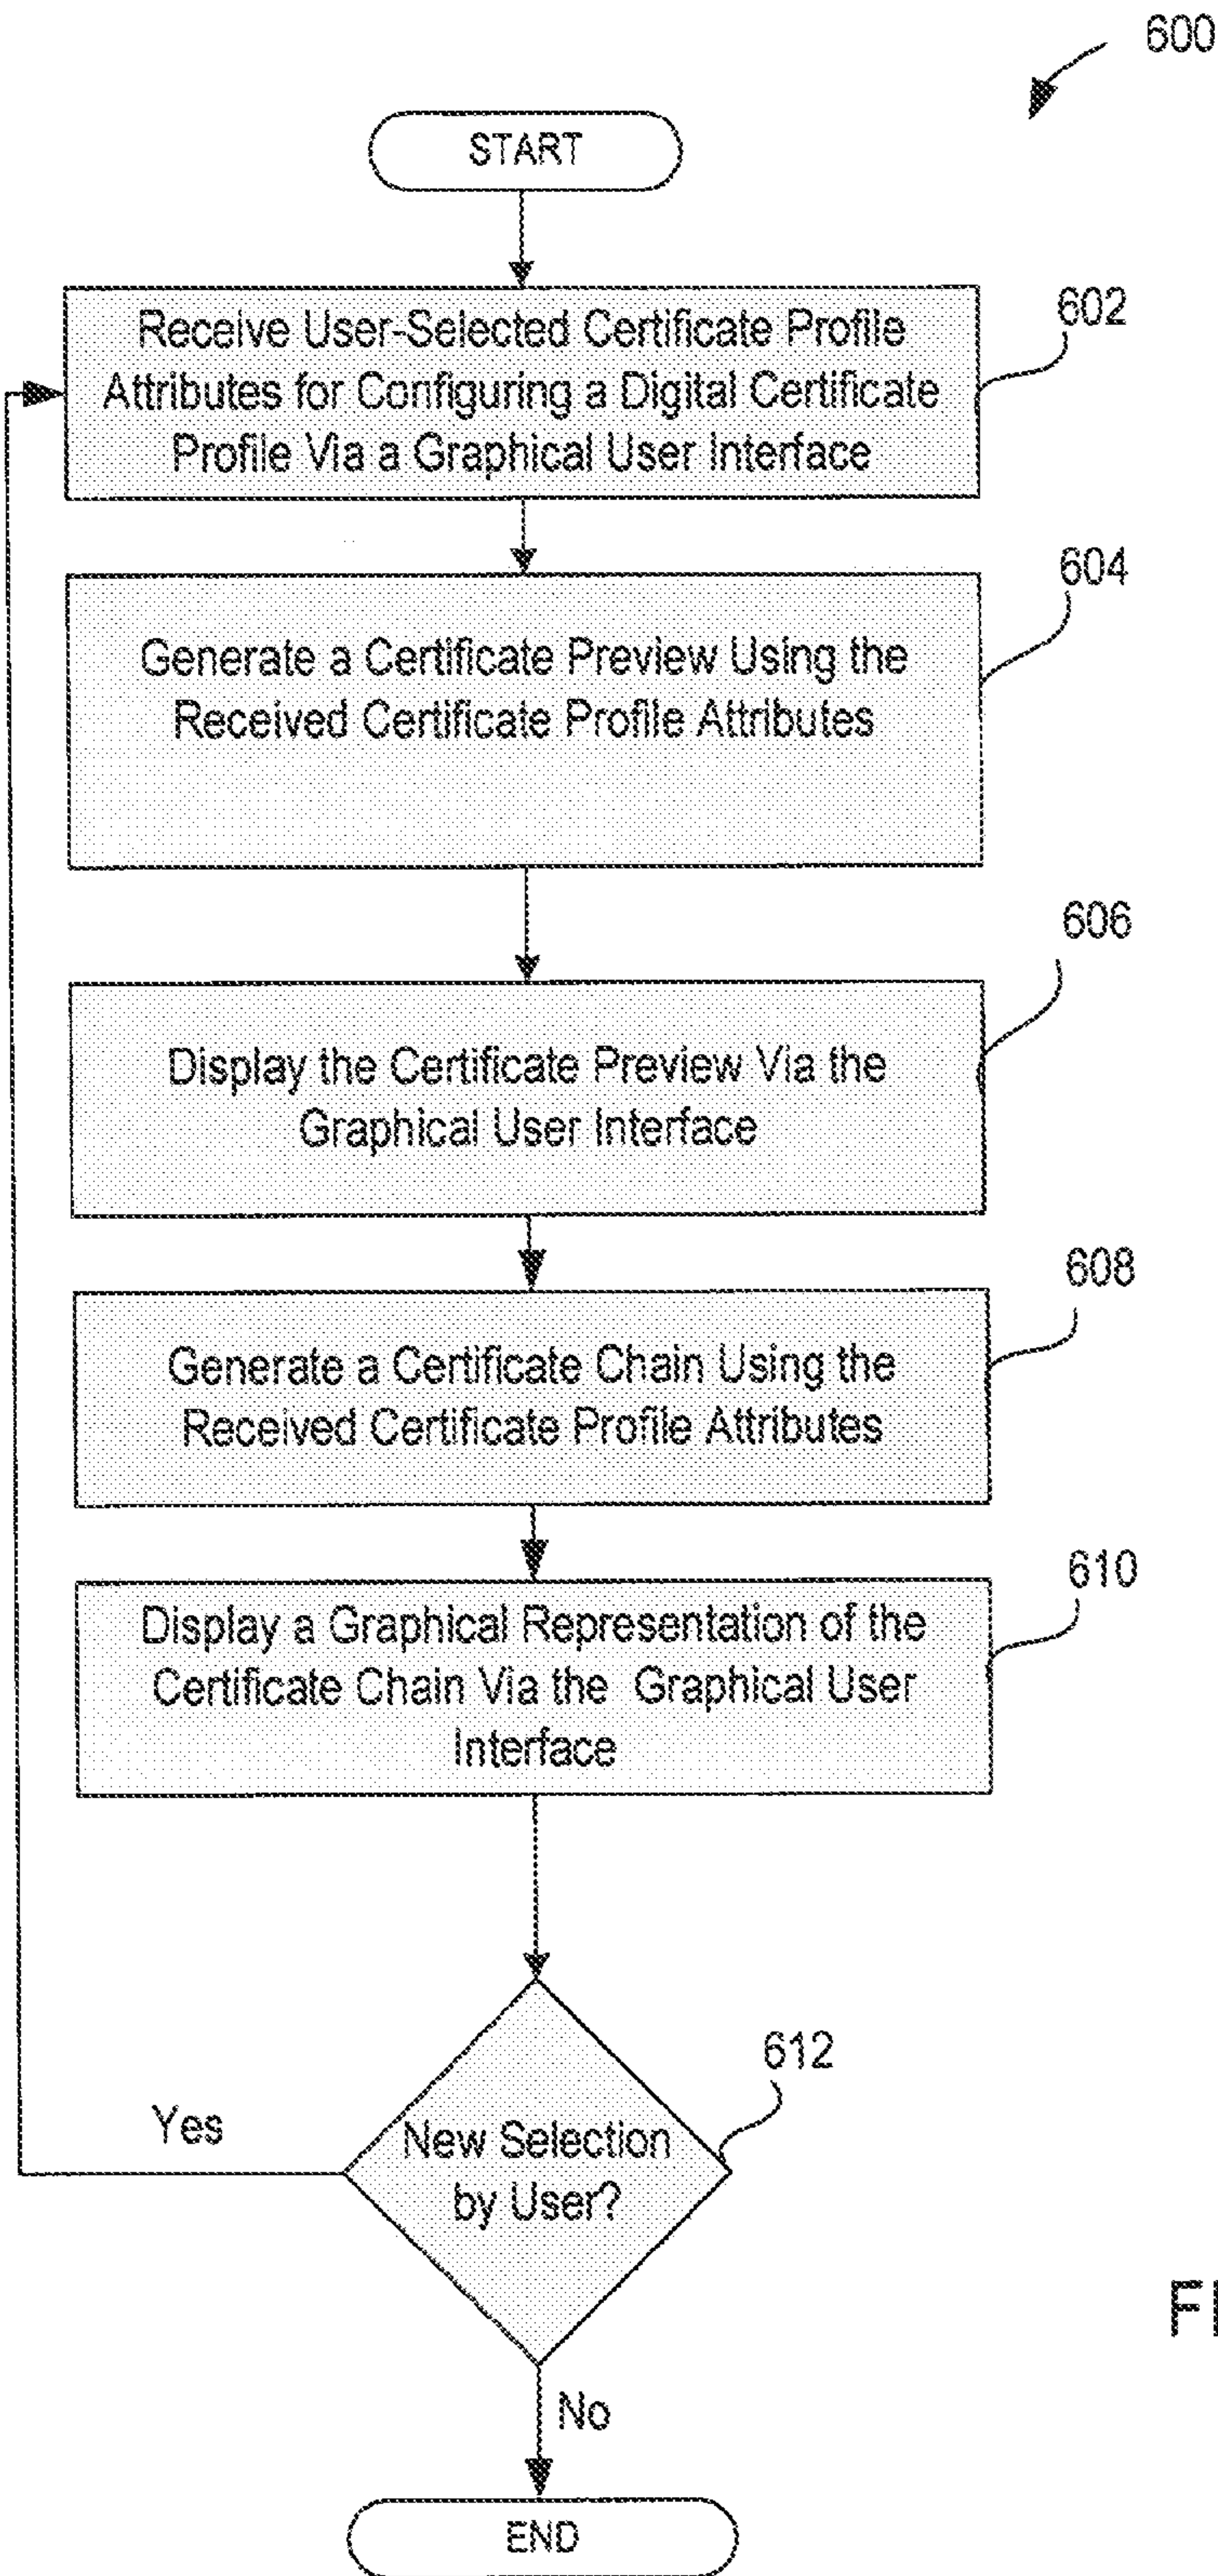 600
START
Receive User-Selected Certificate Profile
Attributes for Configuring a Digital Certificate
Profile Via a Graphical User Interface
602
604
Generate a Certificate Preview Using the
Received Certificate Profile Attributes
606
Display the Certificate Preview Via the
Graphical User Interface
608
Generate a Certificate Chain Using the
Received Certificate Profile Attributes
610
Display a Graphical Representation of the
Certificate Chain Via the Graphical User
Interface
612
Yes
New Selection
by User?
No
END